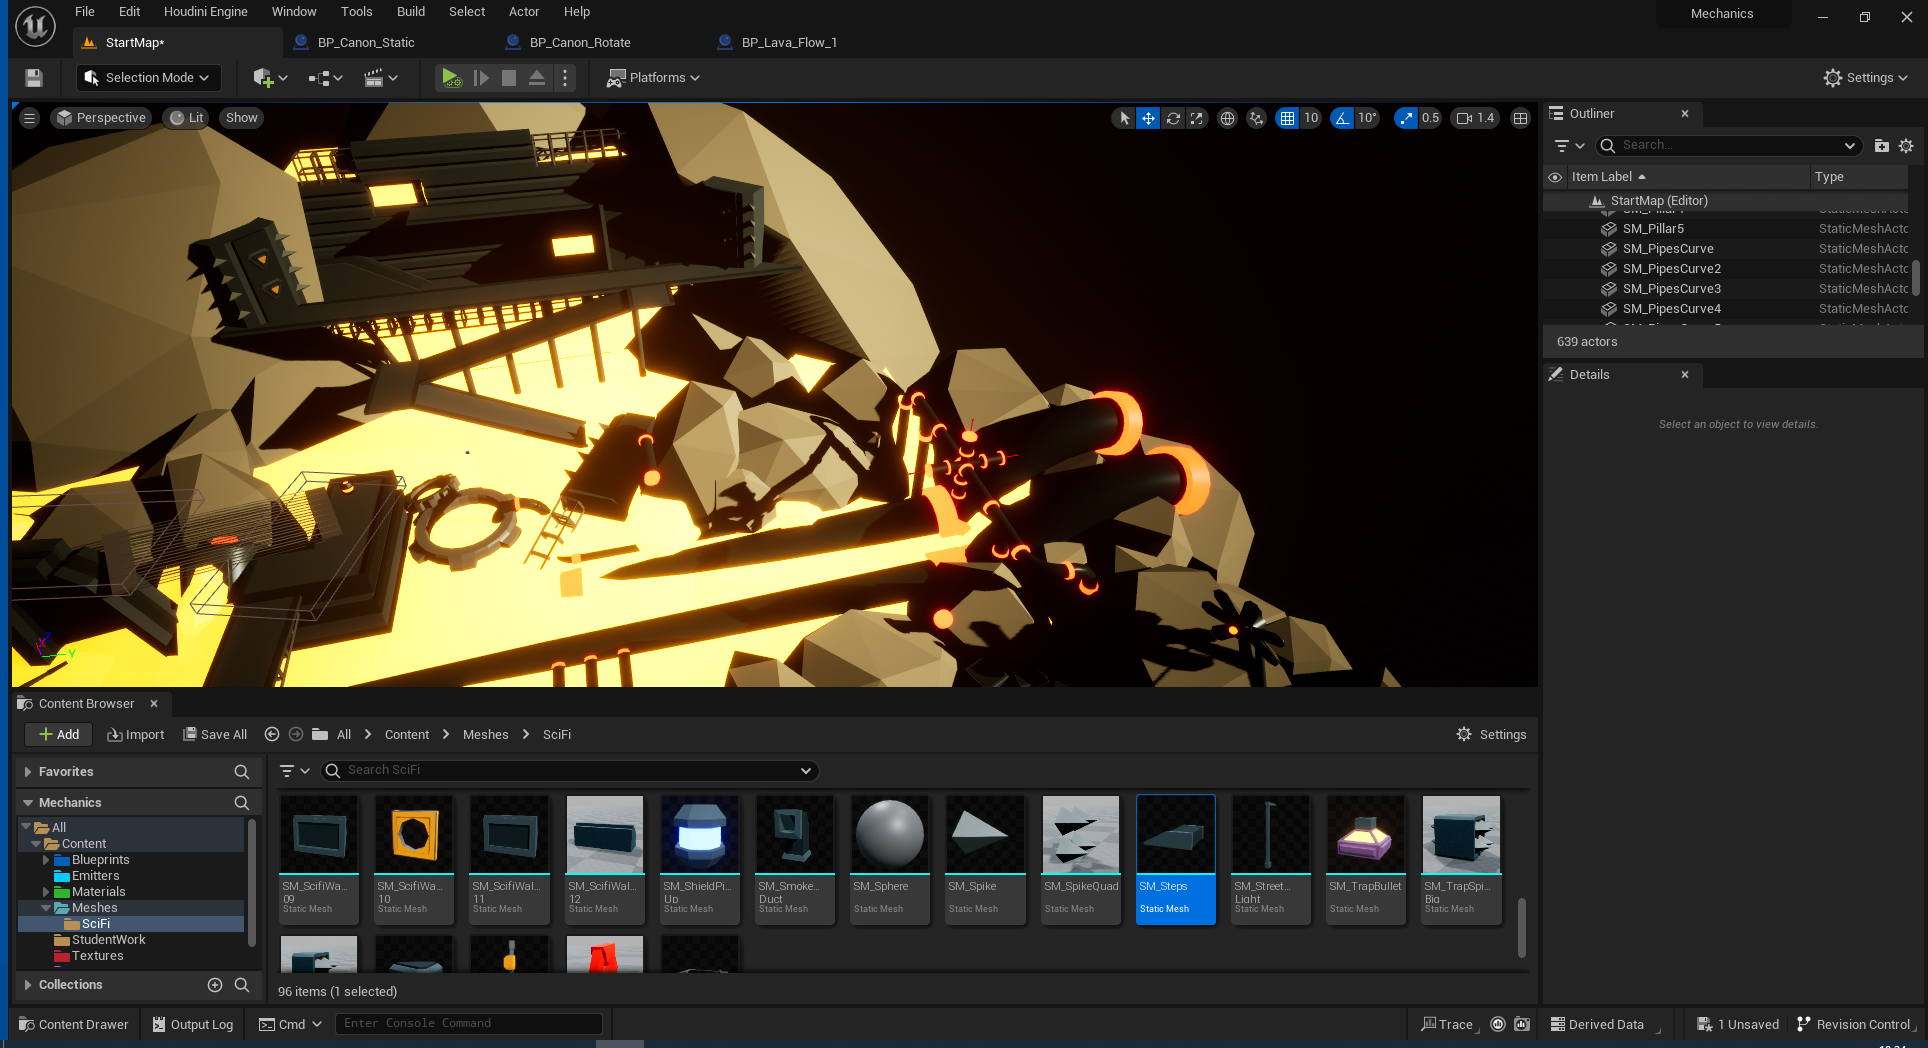 File Edit Houdini Engine Window Tools Build Select Actor Help
Mechanics
StartMap*
BP_Canon_Static
BP_Canon_Rotate
BP_Lava_Flow_1
Selection Mode
Platforms
Settings
Perspective
Lit
Show
10
10°
0.5
1.4
Outliner
Search...
Item Label
Type
StartMap (Editor)
SM_Pillar5 StaticMeshActo
SM_PipesCurve StaticMeshActo
SM_PipesCurve2 StaticMeshActo
SM_PipesCurve3 StaticMeshActo
SM_PipesCurve4 StaticMeshActo
639 actors
Details
Select an object to view details.
X
Z
Y
Content Browser
Add
Import
Save All
All
Content
Meshes
SciFi
Settings
Favorites
Mechanics
All
Content
Blueprints
Emitters
Materials
Meshes
SciFi
StudentWork
Textures
Collections
Search SciFi
SM_ScifiWa...
09
Static Mesh
SM_ScifiWa...
10
Static Mesh
SM_ScifiWal...
11
Static Mesh
SM_ScifiWal...
12
Static Mesh
SM_ShieldPi...
Up
Static Mesh
SM_Smoke...
Duct
Static Mesh
SM_Sphere
Static Mesh
SM_Spike
Static Mesh
SM_SpikeQuad
Static Mesh
SM_Steps
Static Mesh
SM_Street...
Light
Static Mesh
SM_TrapBullet
Static Mesh
SM_TrapSpi...
Big
Static Mesh
96 items (1 selected)
Content Drawer
Output Log
Cmd
Enter Console Command
Trace
Derived Data
1 Unsaved
Revision Control